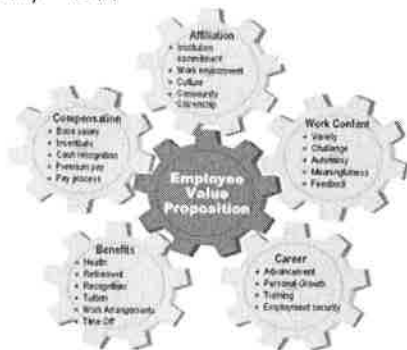 Affiliation
commitment
Work environment
Culture
Community
Citizenship
Compensation
Base salary
Incentives
Cash recognition
Premium pay
Pay process
Work Content
Variety
Challenge
Autonomy
Meaningfulness
Feedback
Employee
Value
Proposition
Benefits
Health
Retirement
Recognition
Work Arrangements
Time Off
Career
Advancement
Personal Growth
Training
Employment security